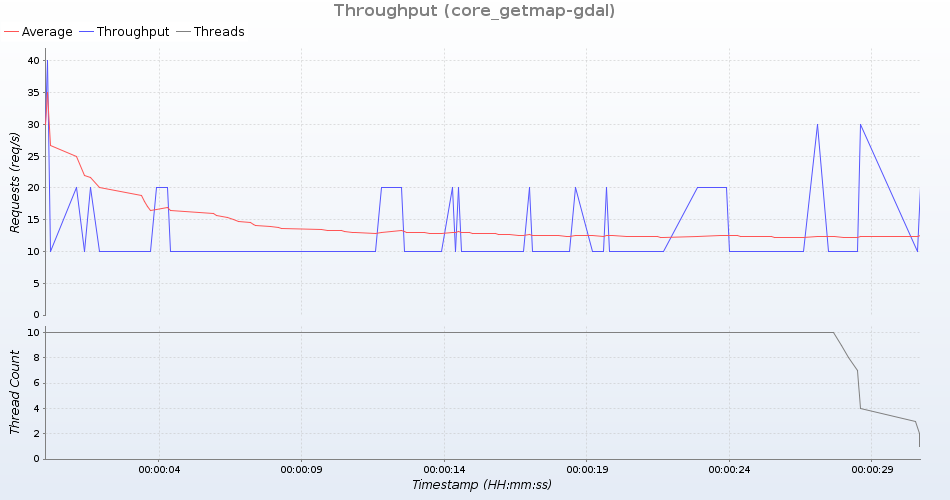 Throughput (core_getmap-gdal)
Average Throughput Threads
Requests (req/s)
40
35
30
25
20
15
10
5
0
Thread Count
10
8
6
4
2
0
00:00:04 00:00:09 00:00:14 00:00:19 00:00:24 00:00:29
Timestamp (HH:mm:ss)